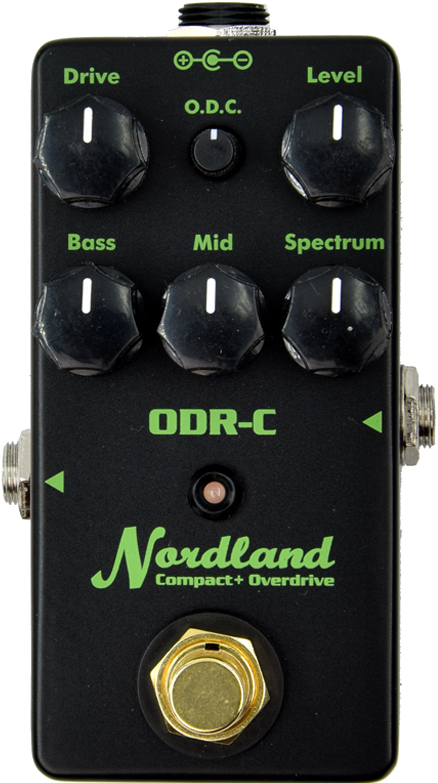 Drive
Level
O.D.C.
Bass Mid Spectrum
ODR-C
Nordland
Compact+ Overdrive